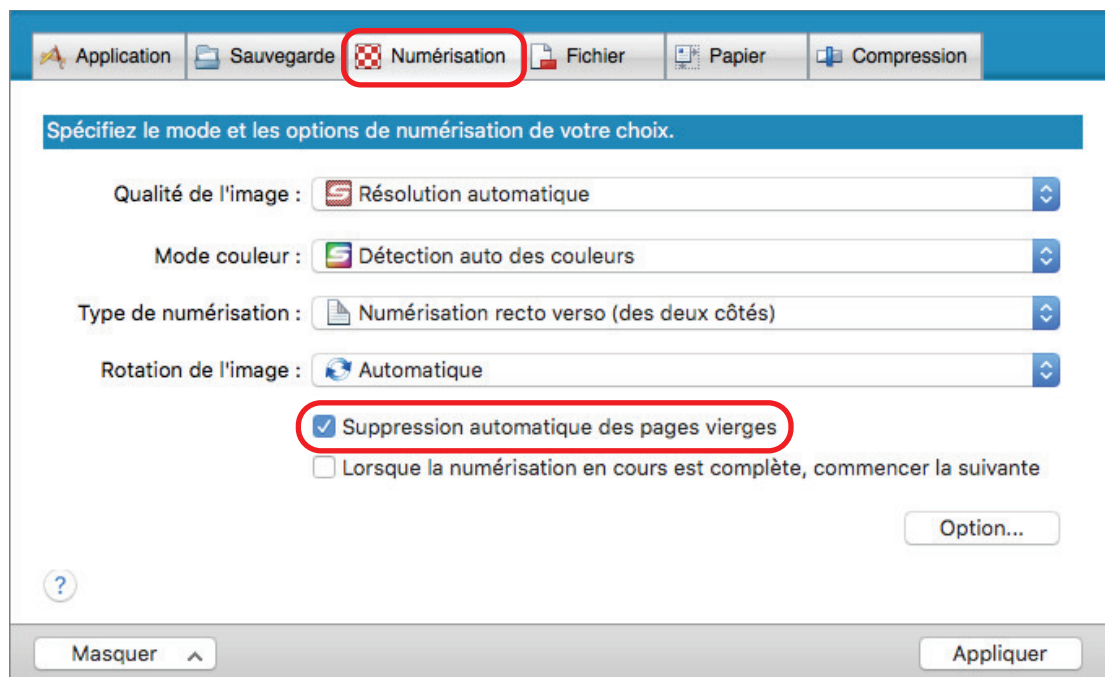 Application Sauvegarde Numérisation Fichier Papier Compression
Spécifiez le mode et les options de numérisation de votre choix.
Qualité de l'image : Résolution automatique
Mode couleur : Détection auto des couleurs
Type de numérisation : Numérisation recto verso (des deux côtés)
Rotation de l'image : Automatique
Suppression automatique des pages vierges
Lorsque la numérisation en cours est complète, commencer la suivante
Option...
?
Masquer Appliquer